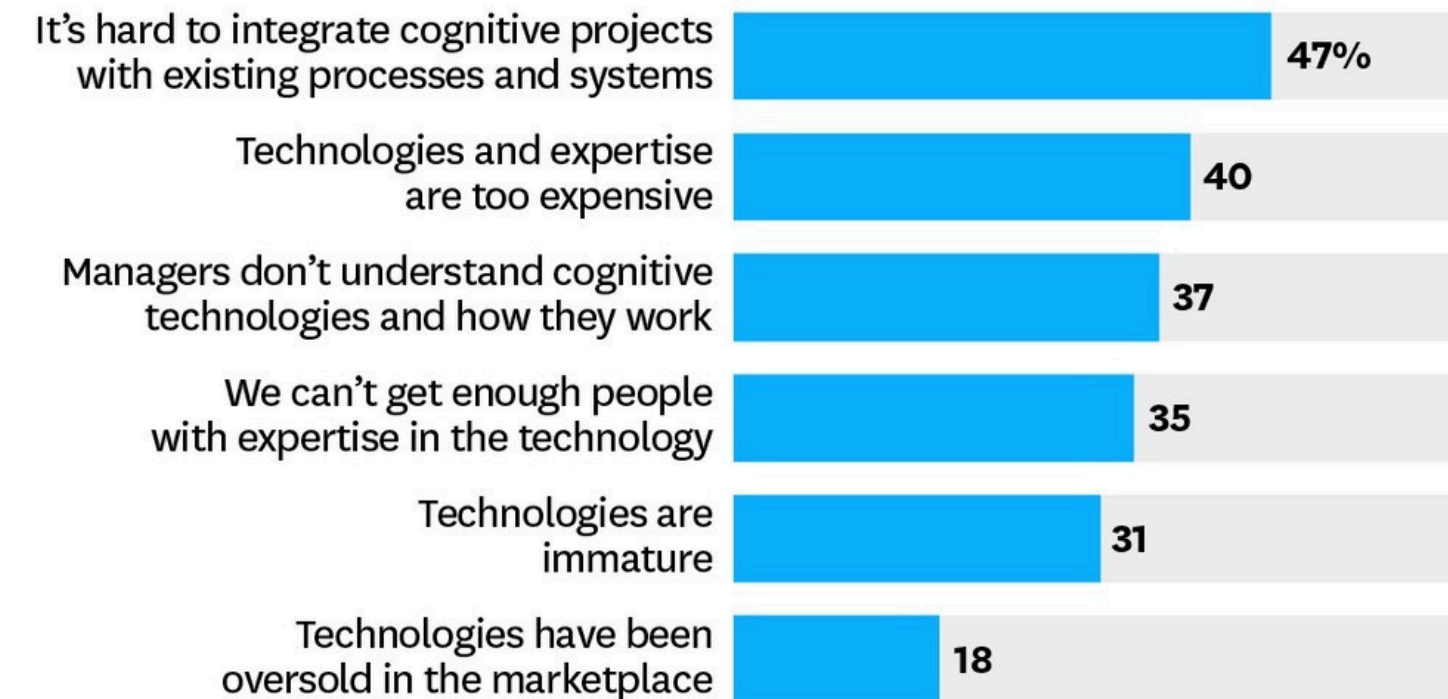 It’s hard to integrate cognitive projects
with existing processes and systems
47%
Technologies and expertise
are too expensive
40
Managers don’t understand cognitive
technologies and how they work
37
We can’t get enough people
with expertise in the technology
35
Technologies are
immature
31
Technologies have been
oversold in the marketplace
18